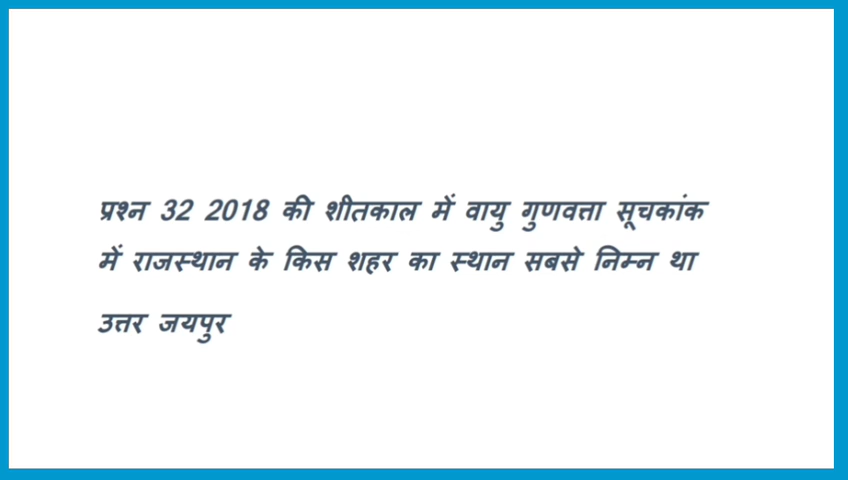 प्रश्न 32 2018 की शीतकाल में वायु गुणवत्ता सूचकांक
में राजस्थान के किस शहर का स्थान सबसे निम्न था
उत्तर जयपुर